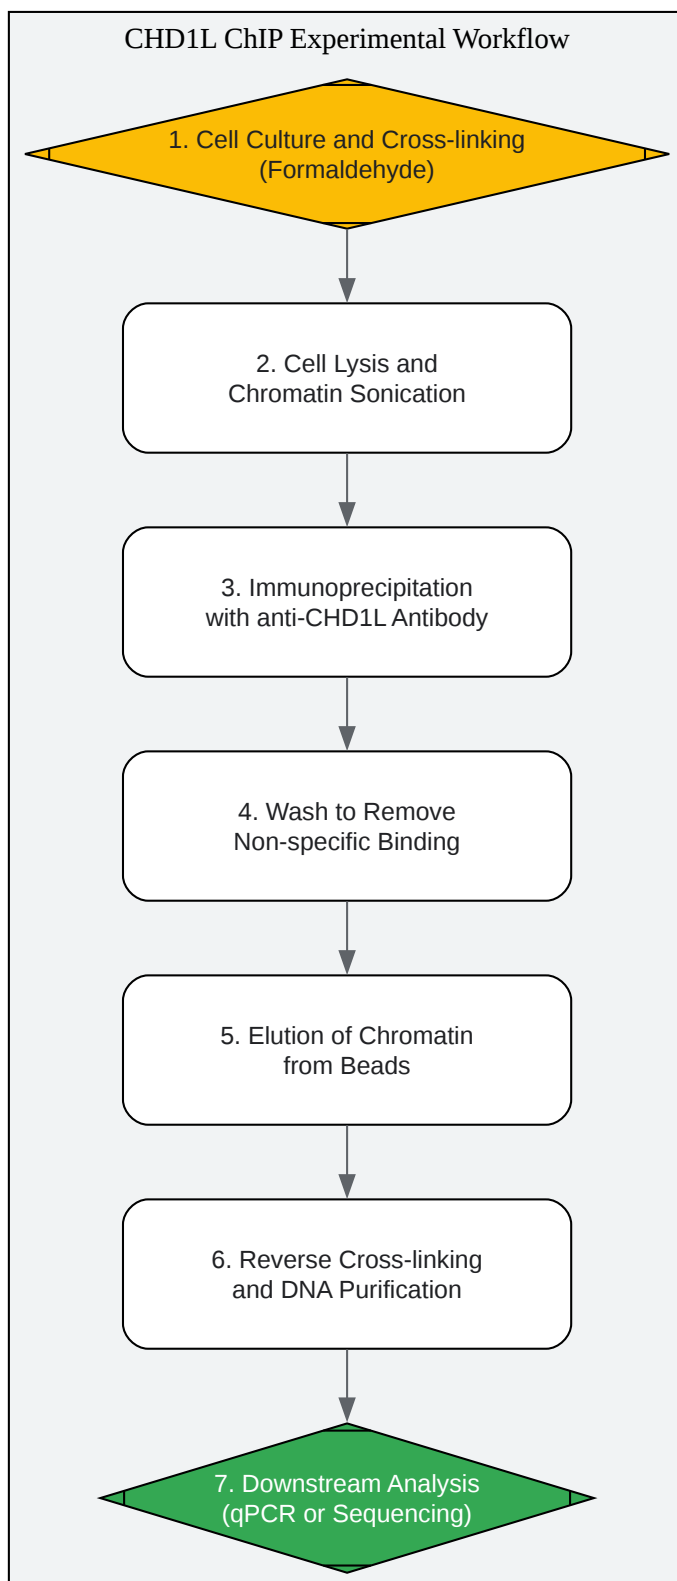 CHD1L ChIP Experimental Workflow
1. Cell Culture and Cross-linking
(Formaldehyde)
2. Cell Lysis and
Chromatin Sonication
3. Immunoprecipitation
with anti-CHD1L Antibody
4. Wash to Remove
Non-specific Binding
5. Elution of Chromatin
from Beads
6. Reverse Cross-linking
and DNA Purification
7. Downstream Analysis
(qPCR or Sequencing)